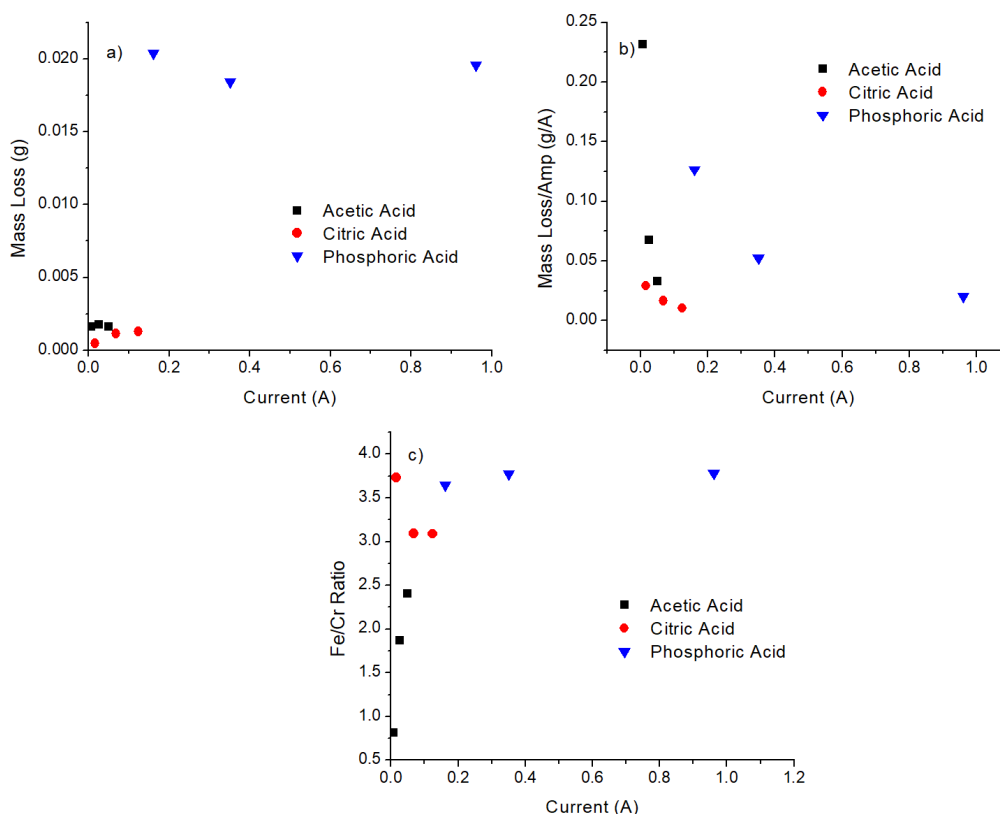 a)
Mass Loss (g)
0.020
0.015
0.010
0.005
0.000
Acetic Acid
Citric Acid
Phosphoric Acid
0.0 0.2 0.4 0.6 0.8 1.0
Current (A)
b)
Mass Loss/Amp (g/A)
0.25
0.20
0.15
0.10
0.05
0.00
Acetic Acid
Citric Acid
Phosphoric Acid
0.0 0.2 0.4 0.6 0.8 1.0
Current (A)
c)
Fe/Cr Ratio
4.0
3.5
3.0
2.5
2.0
1.5
1.0
0.5
Acetic Acid
Citric Acid
Phosphoric Acid
0.0 0.2 0.4 0.6 0.8 1.0 1.2
Current (A)